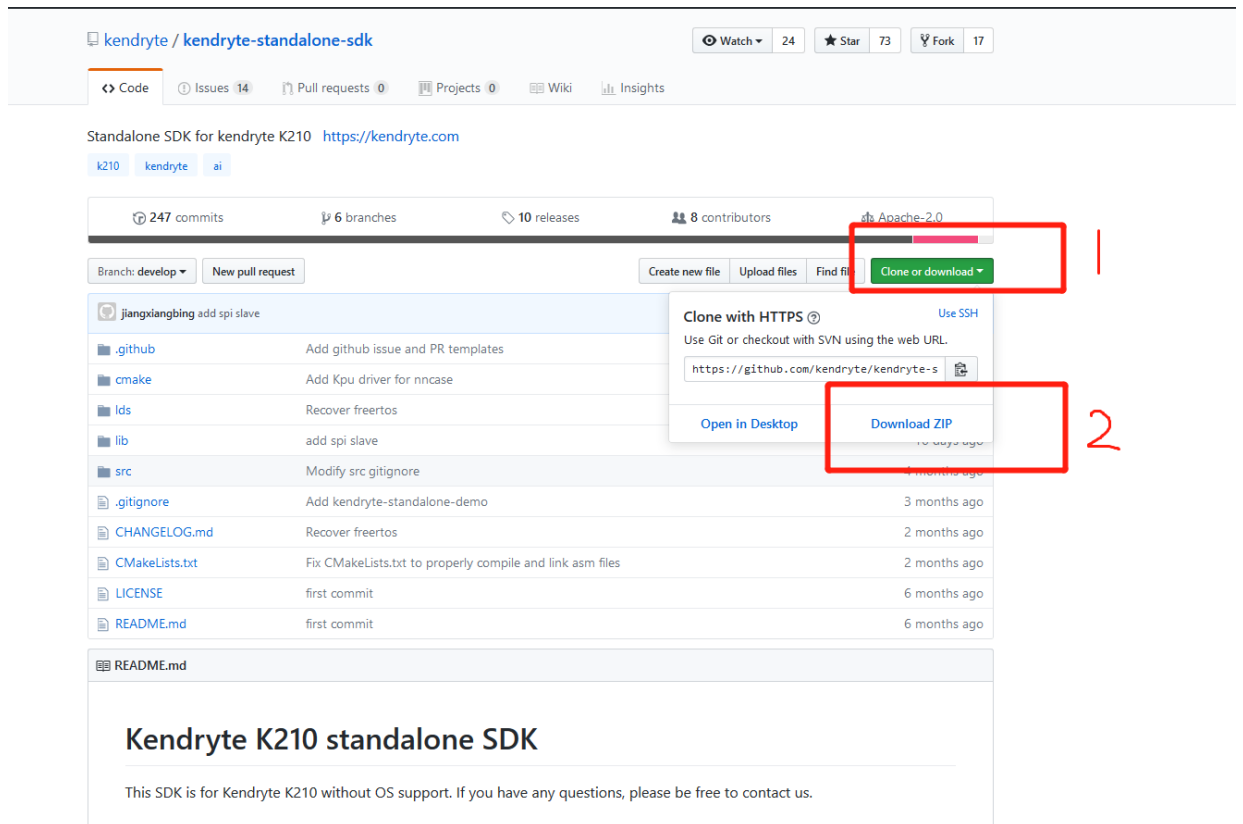 kendryte / kendryte-standalone-sdk
Watch 24 Star 73 Fork 17
Code Issues 14 Pull requests 0 Projects 0 Wiki Insights
Standalone SDK for kendryte K210 https://kendryte.com
k210 kendryte ai
247 commits 6 branches 10 releases 8 contributors Apache-2.0
1
Branch: develop New pull request Create new file Upload files Find file Clone or download
jiangxiangbing add spi slave
Clone with HTTPS Use SSH
Use Git or checkout with SVN using the web URL.
https://github.com/kendryte/kendryte-s
Open in Desktop Download ZIP
2
.github Add github issue and PR templates
cmake Add Kpu driver for nncase
lds Recover freertos
lib add spi slave 10 days ago
src Modify src gitignore 4 months ago
.gitignore Add kendryte-standalone-demo 3 months ago
CHANGELOG.md Recover freertos 2 months ago
CMakeLists.txt Fix CMakeLists.txt to properly compile and link asm files 2 months ago
LICENSE first commit 6 months ago
README.md first commit 6 months ago
README.md
Kendryte K210 standalone SDK
This SDK is for Kendryte K210 without OS support. If you have any questions, please be free to contact us.